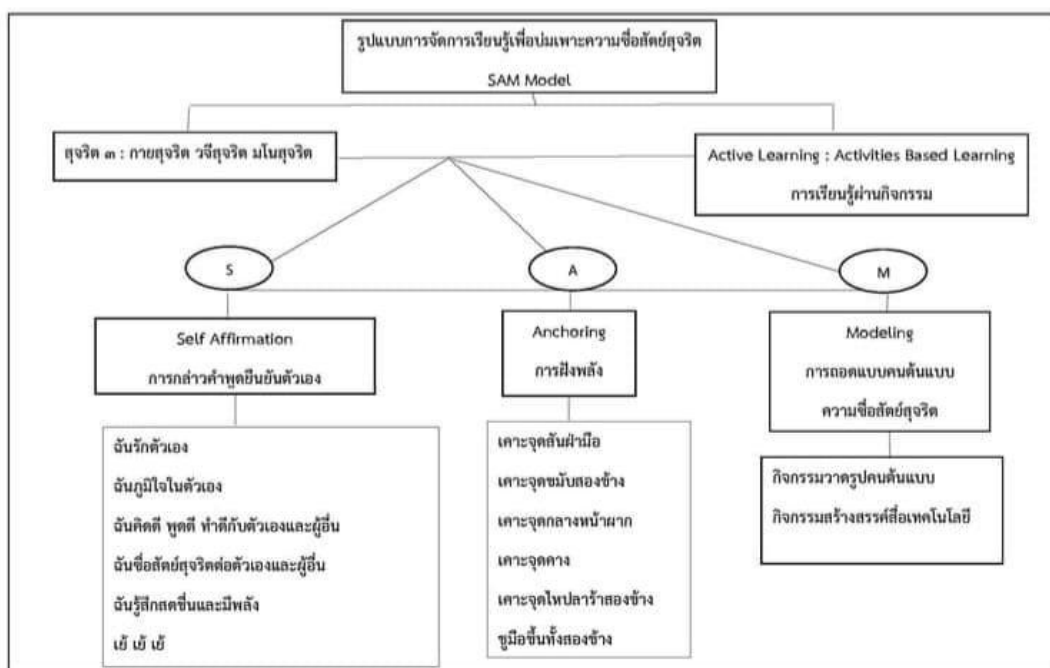 รูปแบบการจัดการเรียนรู้เพื่อบ่มเพาะความซื่อสัตย์สุจริต
SAM Model
สุจริต ๓ : กายสุจริต วจีสุจริต มโนสุจริต
Active Learning : Activities Based Learning
การเรียนรู้ผ่านกิจกรรม
S
A
M
Self Affirmation
การกล่าวคำพูดยืนยันตัวเอง
Anchoring
การฝังพลัง
Modeling
การถอดแบบคนต้นแบบ
ความซื่อสัตย์สุจริต
ฉันรักตัวเอง
ฉันภูมิใจในตัวเอง
ฉันคิดดี พูดดี ทำดีกับตัวเองและผู้อื่น
ฉันซื่อสัตย์สุจริตต่อตัวเองและผู้อื่น
ฉันรู้สึกสดชื่นและมีพลัง
เย้ เย้ เย้
เคาะจุดสันฝ่ามือ
เคาะจุดขมับสองข้าง
เคาะจุดกลางหน้าผาก
เคาะจุดคาง
เคาะจุดไหปลาร้าสองข้าง
ชูมือขึ้นทั้งสองข้าง
กิจกรรมวาดรูปคนต้นแบบ
กิจกรรมสร้างสรรค์สื่อเทคโนโลยี